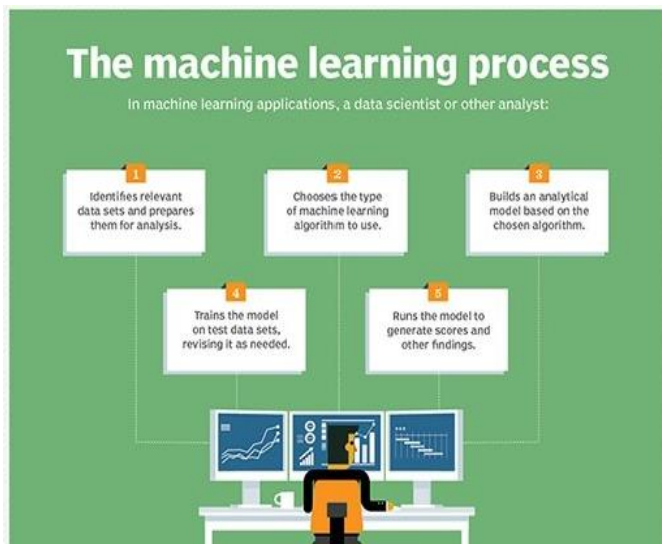 The machine learning process
In machine learning applications, a data scientist or other analyst:
1
Identifies relevant
data sets and prepares
them for analysis.
2
Chooses the type
of machine learning
algorithm to use.
3
Builds an analytical
model based on the
chosen algorithm.
4
Trains the model
on test data sets,
revising it as needed.
5
Runs the model to
generate scores and
other findings.